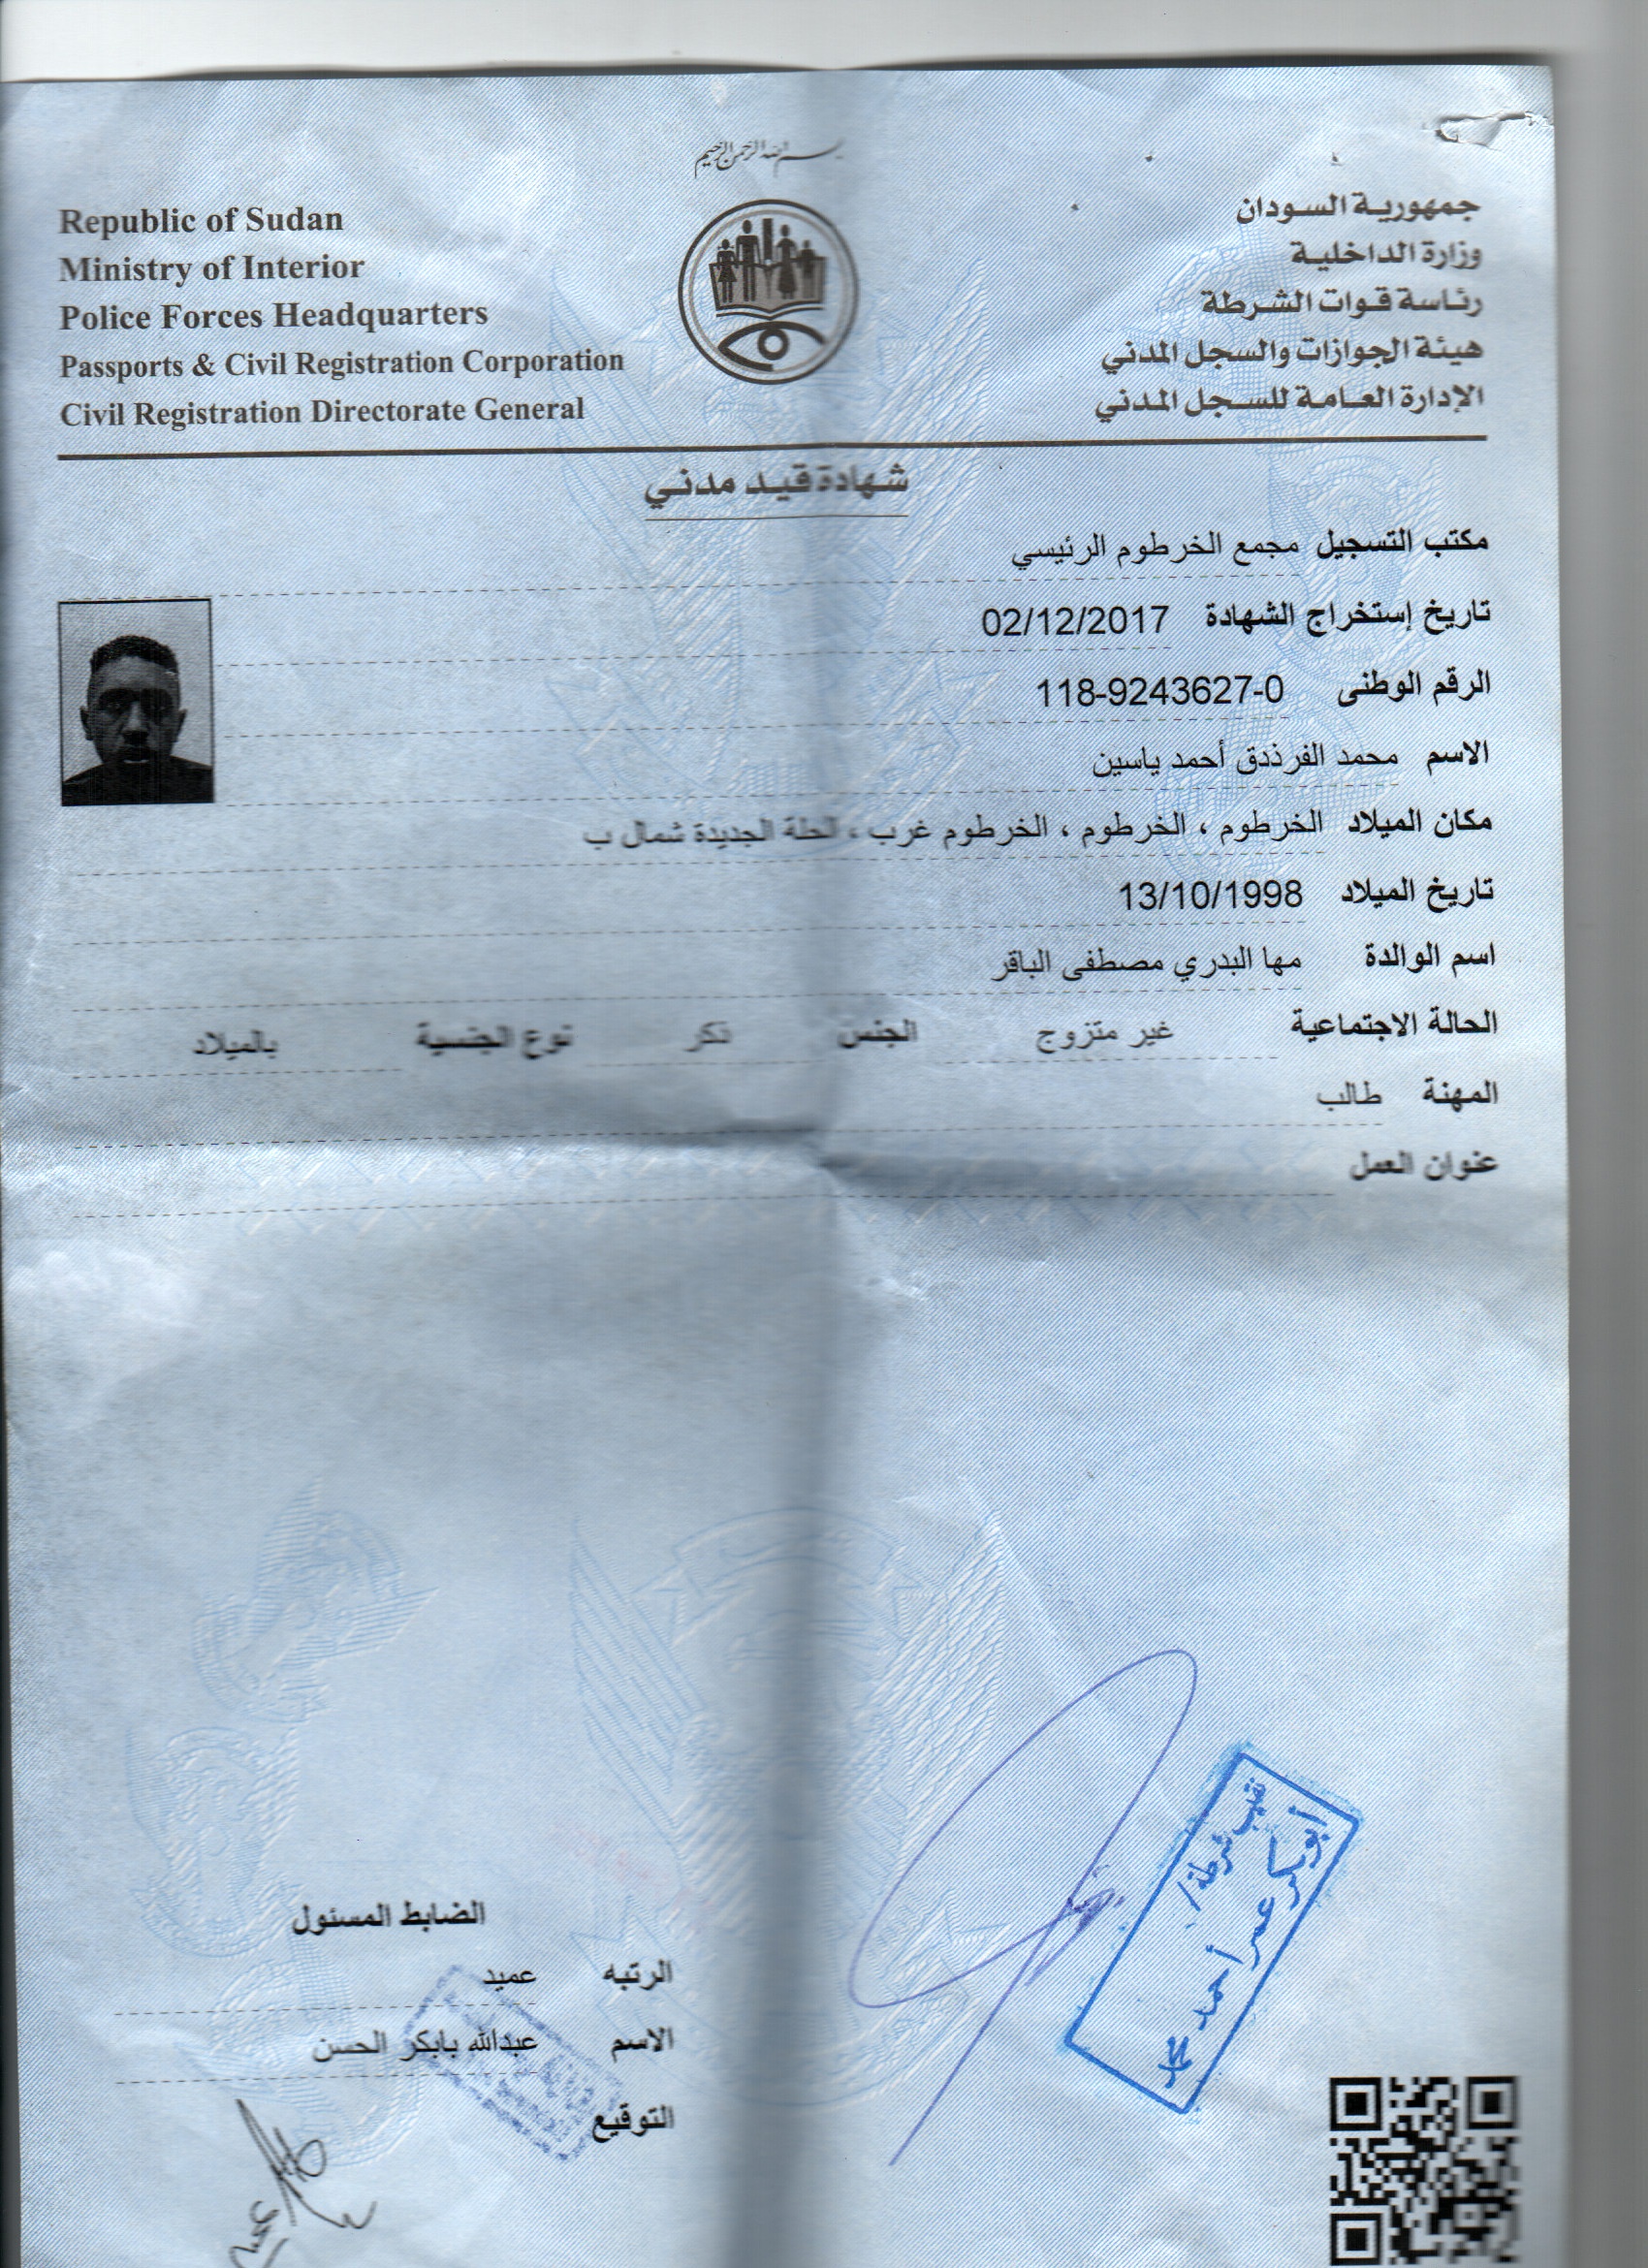 بسم الله الرحمن الرحيم
Republic of Sudan
Ministry of Interior
Police Forces Headquarters
Passports & Civil Registration Corporation
Civil Registration Directorate General
جمهورية السودان
وزارة الداخلية
رئاسة قوات الشرطة
هيئة الجوازات والسجل المدني
الإدارة العامة للسجل المدني
شهادة قيد مدني
مكتب التسجيل مجمع الخرطوم الرئيسي
تاريخ إستخراج الشهادة 02/12/2017
الرقم الوطنى 118-9243627-0
الاسم محمد الفرذدق أحمد ياسين
مكان الميلاد الخرطوم ، الخرطوم ، الخرطوم غرب ، الحلة الجديدة شمال ب
تاريخ الميلاد 13/10/1998
اسم الوالدة مها البدري مصطفى الباقر
الحالة الاجتماعية غير متزوج الجنس ذكر نوع الجنسية بالميلاد
المهنة طالب
عنوان العمل
نقيب شرطة/
أبوبكر عمر أحمد محمد
الضابط المسئول
الرتبه عميد
الاسم عبدالله بابكر الحسن
التوقيع